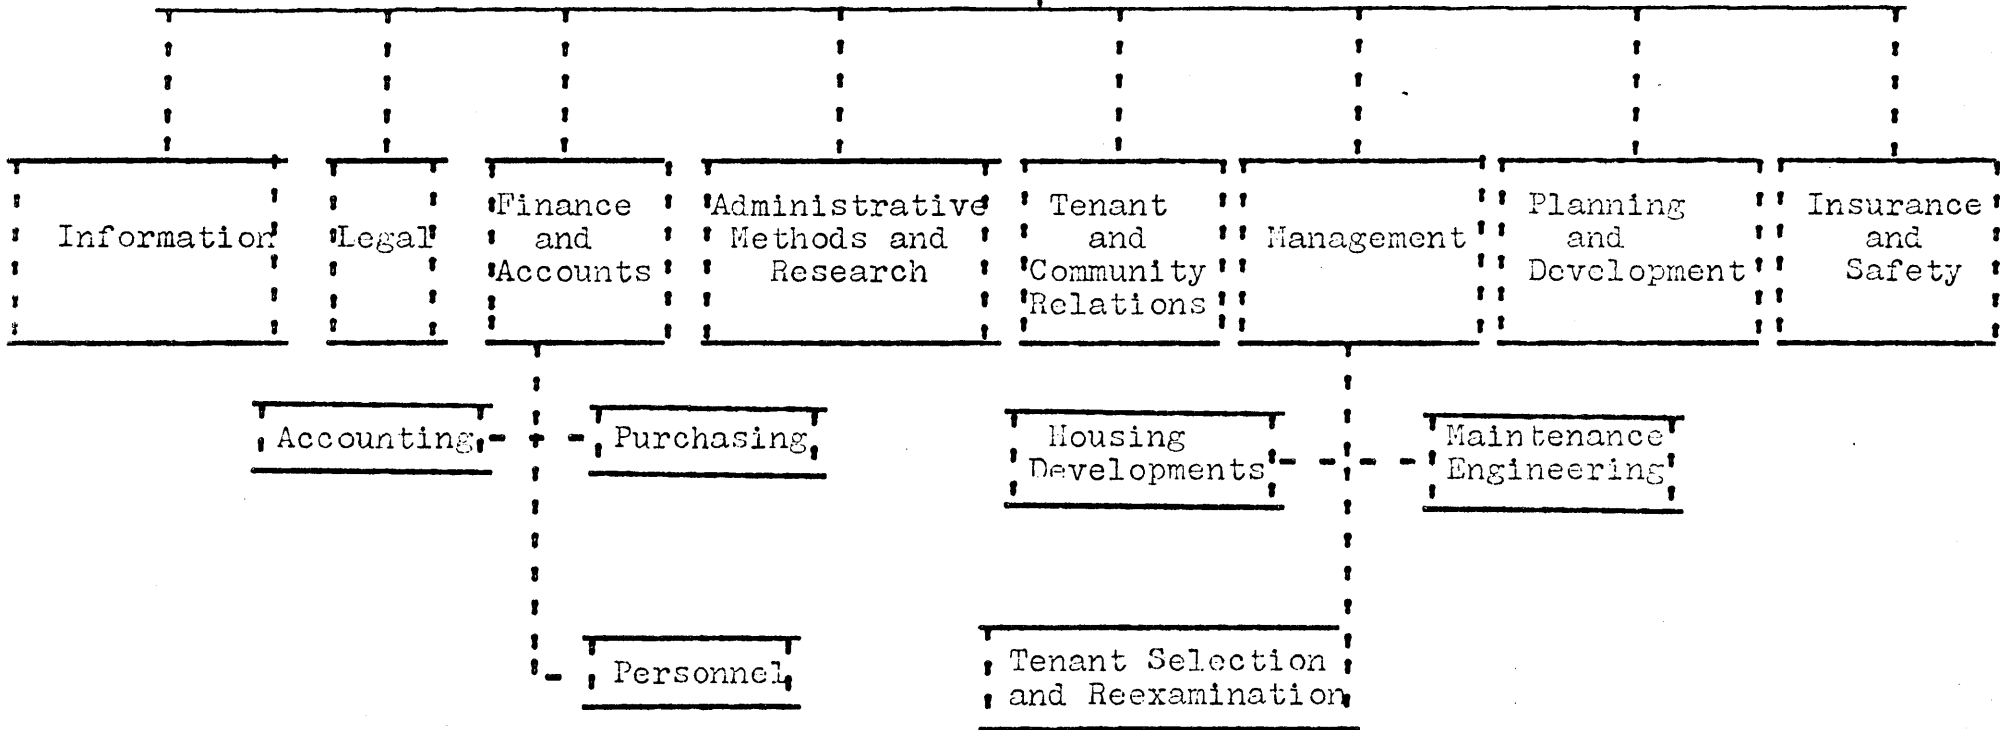 Information
Legal
Finance
and
Accounts
Administrative
Methods and
Research
Tenant
and
Community
Relations
Management
Planning
and
Development
Insurance
and
Safety
Accounting
Purchasing
Housing
Developments
Maintenance
Engineering
Personnel
Tenant Selection
and Reexamination